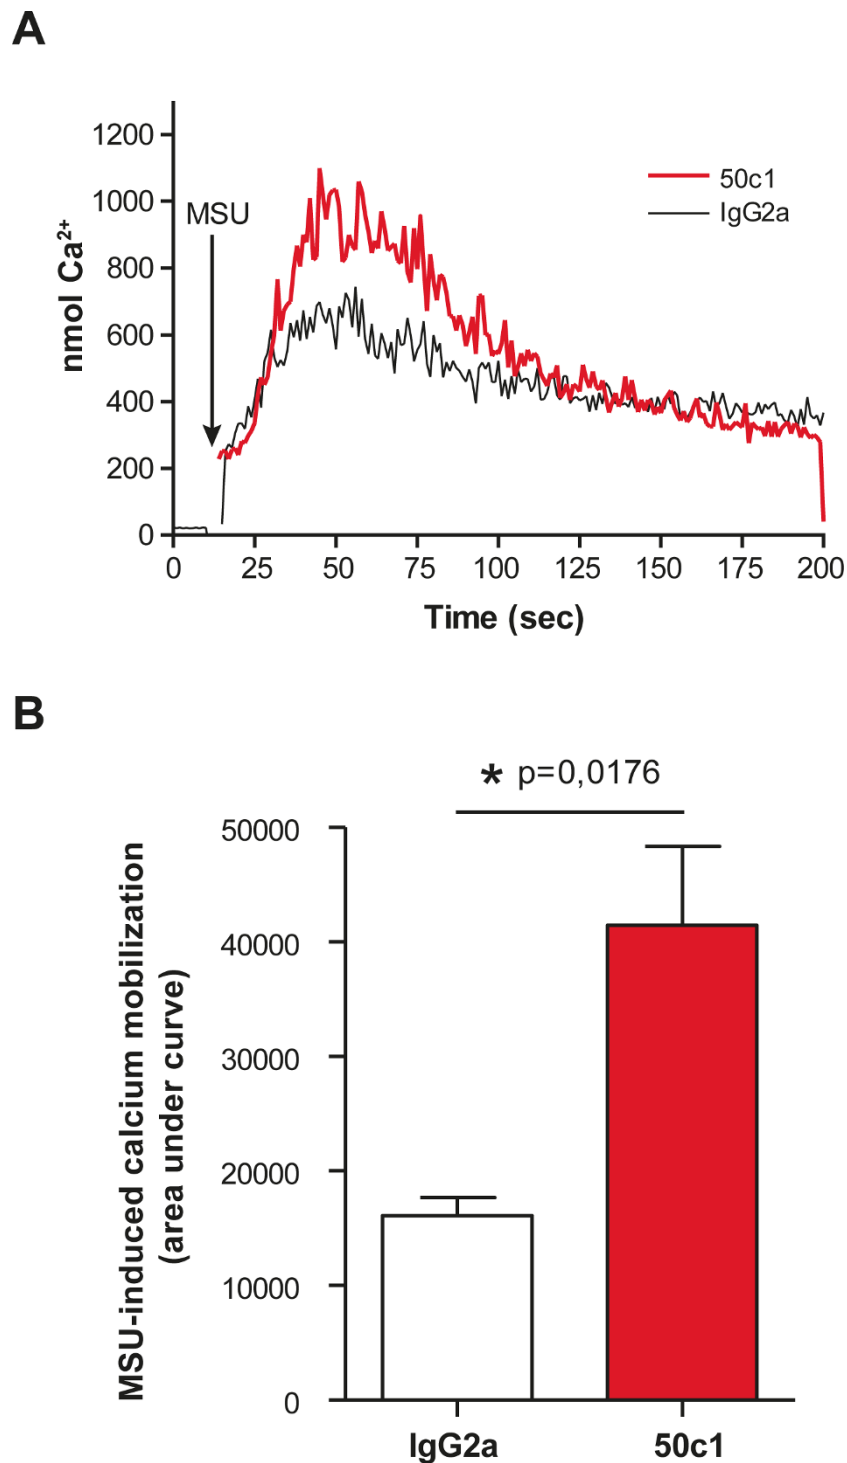 A
1200
1000
800
600
400
200
0
nmol Ca²⁺
MSU
50c1
IgG2a
0 25 50 75 100 125 150 175 200
Time (sec)
B
* p=0,0176
50000
40000
30000
20000
10000
0
MSU-induced calcium mobilization
(area under curve)
IgG2a 50c1